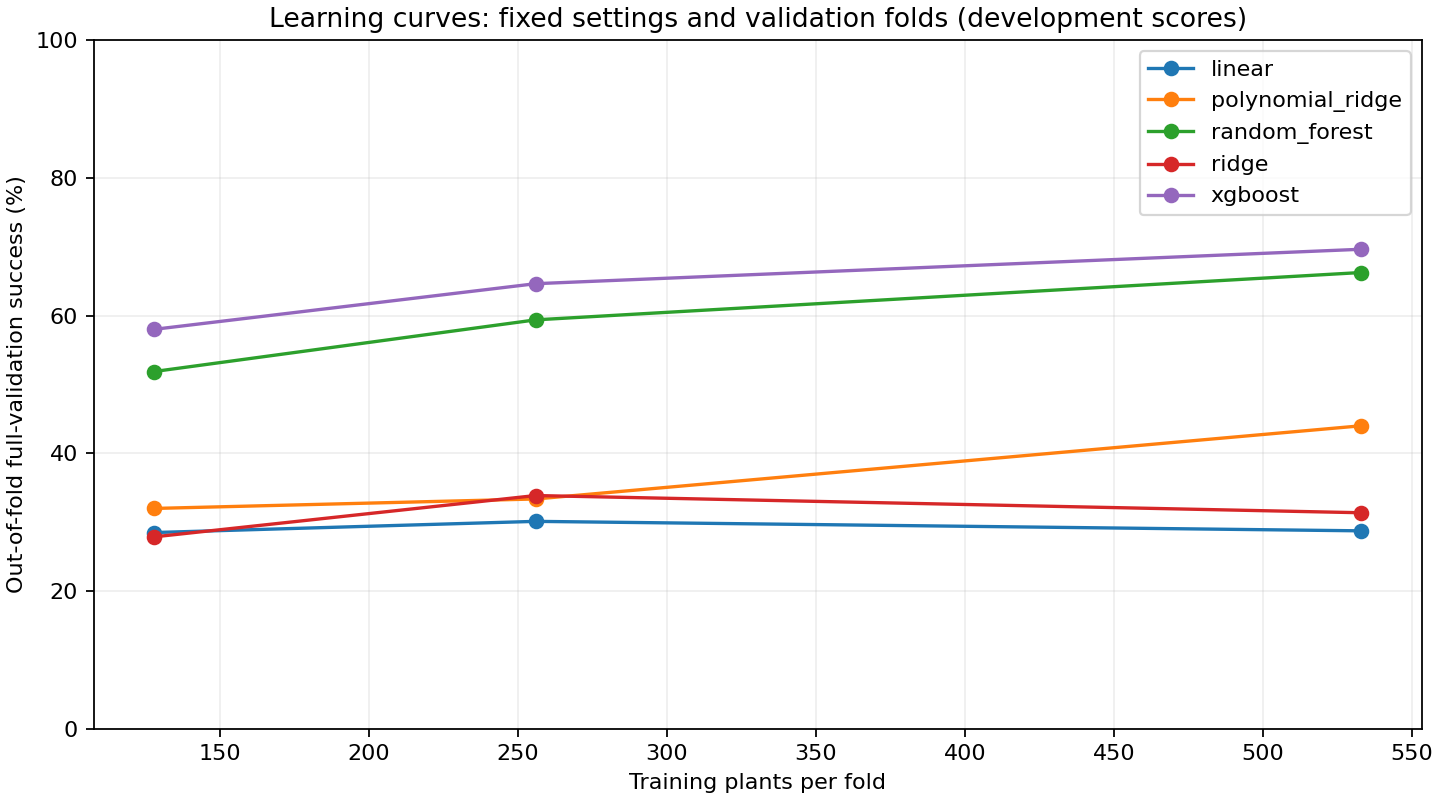 Learning curves: fixed settings and validation folds (development scores)
Out-of-fold full-validation success (%)
100
80
60
40
20
0
linear
polynomial_ridge
random_forest
ridge
xgboost
150 200 250 300 350 400 450 500 550
Training plants per fold